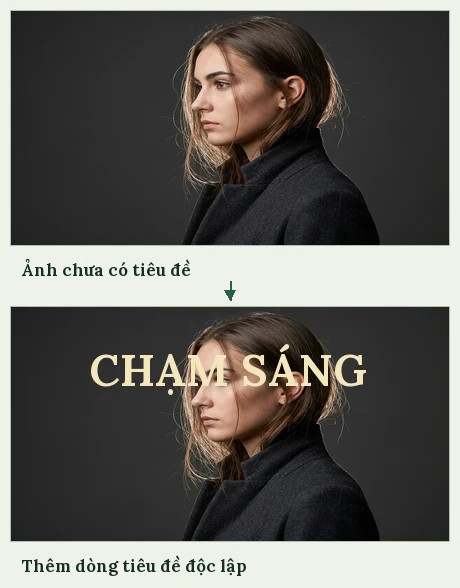 Ảnh chưa có tiêu đề
CHẠM SÁNG
Thêm dòng tiêu đề độc lập